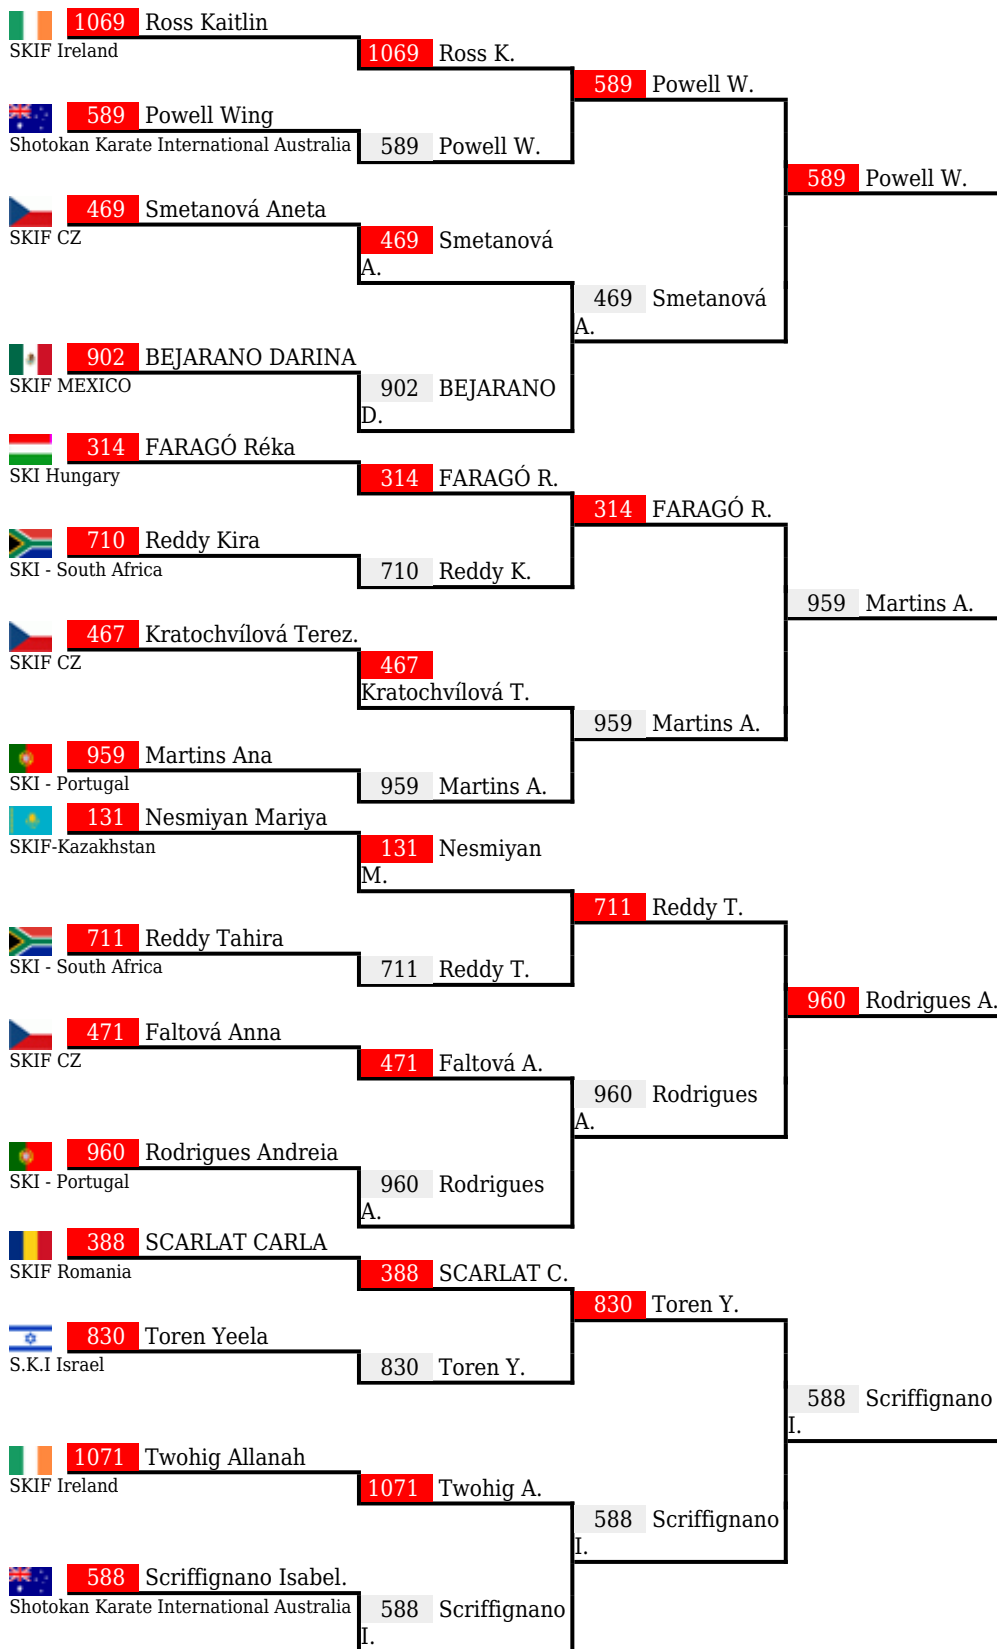 1069 Ross Kaitlin
SKIF Ireland
1069 Ross K.
589 Powell W.
589 Powell Wing
Shotokan Karate International Australia
589 Powell W.
589 Powell W.
469 Smetanová Aneta
SKIF CZ
469 Smetanová
A.
469 Smetanová
A.
902 BEJARANO DARINA
SKIF MEXICO
902 BEJARANO
D.
314 FARAGÓ Réka
SKI Hungary
314 FARAGÓ R.
314 FARAGÓ R.
710 Reddy Kira
SKI - South Africa
710 Reddy K.
959 Martins A.
467 Kratochvílová Terez.
SKIF CZ
467
Kratochvílová T.
959 Martins A.
959 Martins Ana
SKI - Portugal
959 Martins A.
131 Nesmiyan Mariya
SKIF-Kazakhstan
131 Nesmiyan
M.
711 Reddy T.
711 Reddy Tahira
SKI - South Africa
711 Reddy T.
960 Rodrigues A.
471 Faltová Anna
SKIF CZ
471 Faltová A.
960 Rodrigues
A.
960 Rodrigues Andreia
SKI - Portugal
960 Rodrigues
A.
388 SCARLAT CARLA
SKIF Romania
388 SCARLAT C.
830 Toren Y.
830 Toren Yeela
S.K.I Israel
830 Toren Y.
588 Scriffignano
I.
1071 Twohig Allanah
SKIF Ireland
1071 Twohig A.
588 Scriffignano
I.
588 Scriffignano Isabel.
Shotokan Karate International Australia
588 Scriffignano
I.